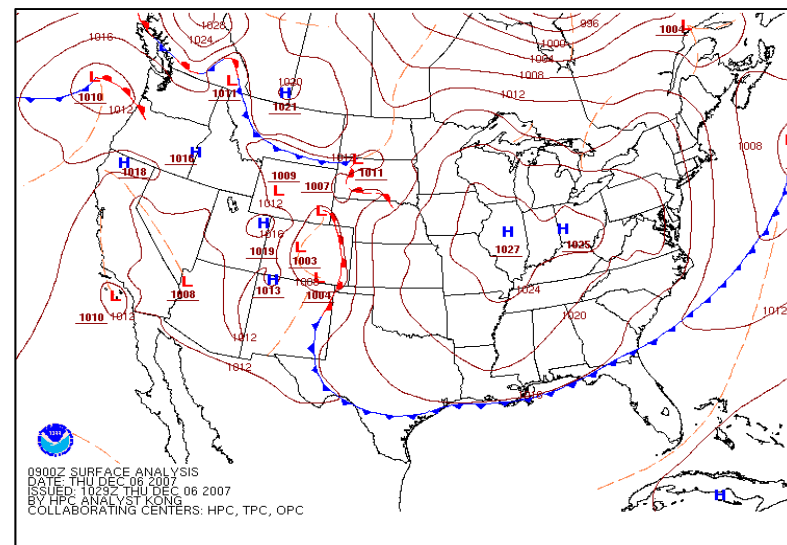 1016
1028
1024
996
1004
1000
1004
1008
1012
1020
H
1021
L
1011
L
1010
1012
1008
H
1016
H
1018
1009
L
1007
L
1011
L
1012
H
1016
1019
L
1003
L
1004
H
1013
L
1008
L
1010
1012
1012
1012
H
1027
H
1025
1024
1020
1012
H
0900Z SURFACE ANALYSIS
DATE: THU DEC 06 2007
ISSUED: 1029Z THU DEC 06 2007
BY HPC ANALYST KONG
COLLABORATING CENTERS: HPC, TPC, OPC